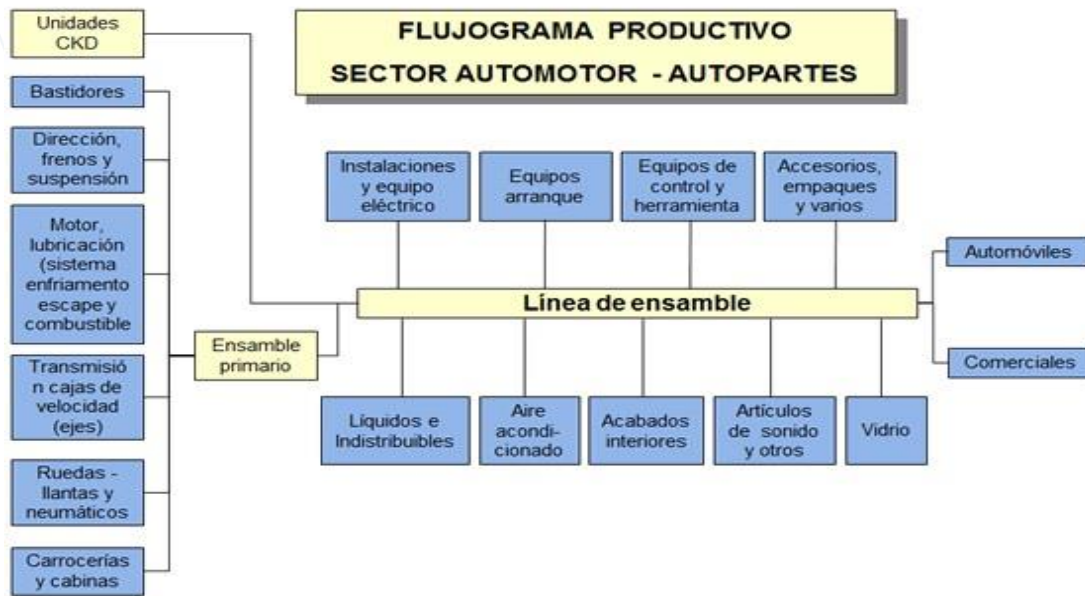 Unidades
CKD
FLUJOGRAMA PRODUCTIVO
SECTOR AUTOMOTOR - AUTOPARTES
Bastidores
Dirección,
frenos y
suspensión
Motor,
lubricación
(sistema
enfriamento
escape y
combustible
Transmisió
n cajas de
velocidad
(ejes)
Ruedas -
llantas y
neumáticos
Carrocerías
y cabinas
Ensamble
primario
Instalaciones
y equipo
eléctrico
Equipos
arranque
Equipos de
control y
herramienta
Accesorios,
empaques
y varios
Línea de ensamble
Líquidos e
Indistribuibles
Aire
acondi-
cionado
Acabados
interiores
Artículos
de sonido
y otros
Vidrio
Automóviles
Comerciales